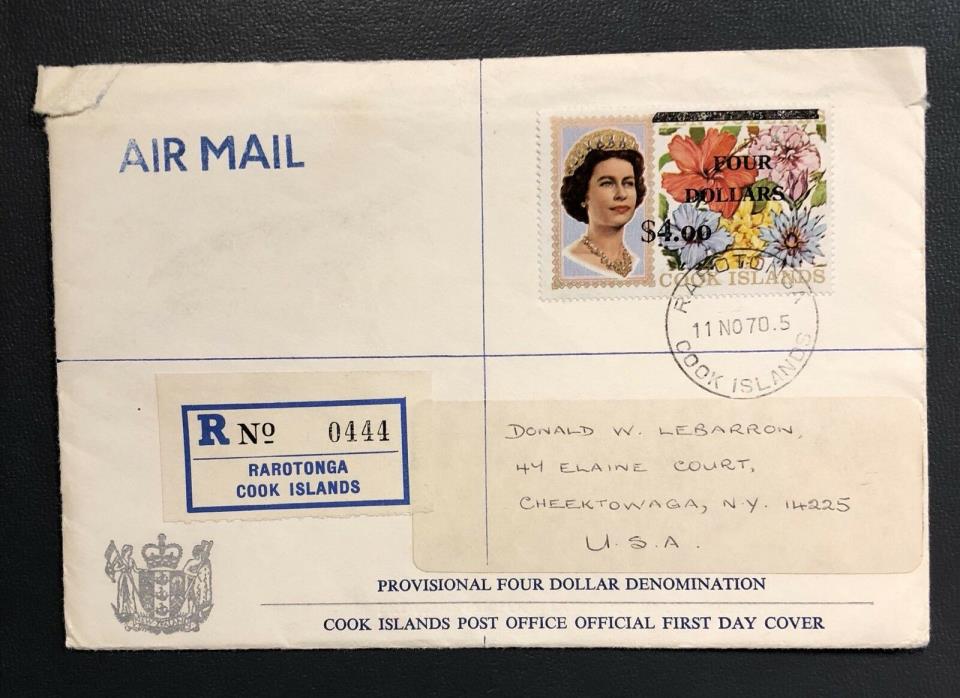 AIR MAIL
FOUR
DOLLARS
$4.00
COOK ISLANDS
RAROTONGA
11 NO 70.5
COOK ISLANDS
R Nº 0444
RAROTONGA
COOK ISLANDS
DONALD W. LEBARRON,
44 ELAINE COURT,
CHEEKTOWAGA, N.Y. 14225
U.S.A.
NEW ZEALAND
PROVISIONAL FOUR DOLLAR DENOMINATION
COOK ISLANDS POST OFFICE OFFICIAL FIRST DAY COVER